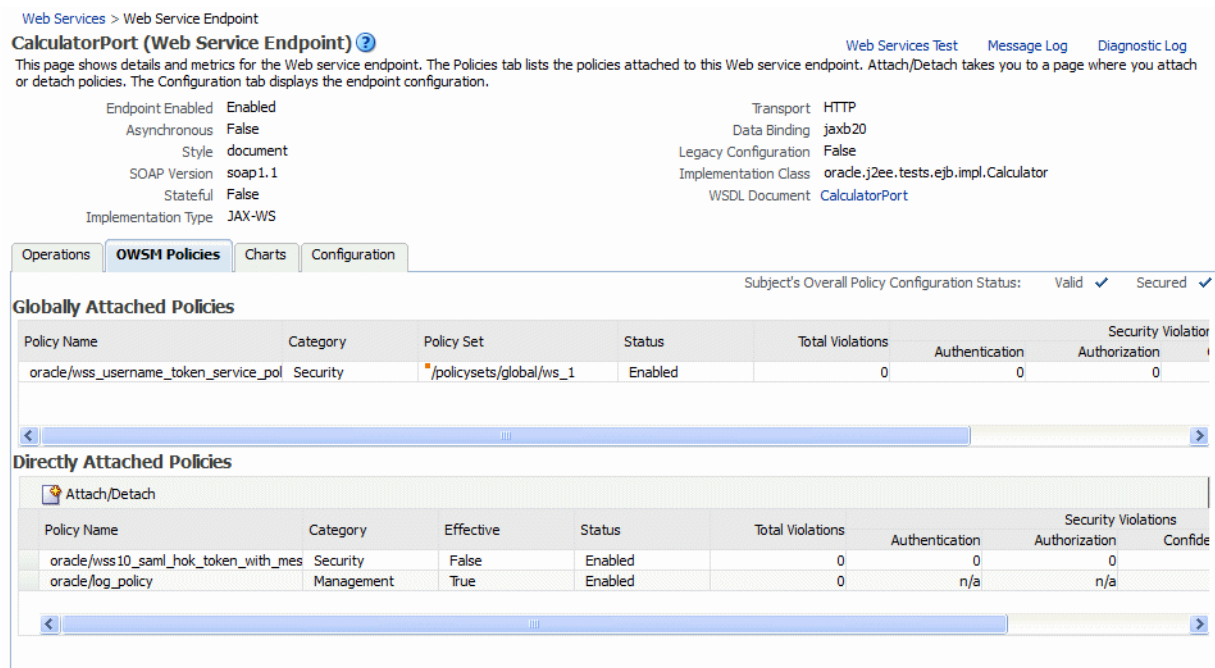 Web Services > Web Service Endpoint
CalculatorPort (Web Service Endpoint) ?
Web Services Test Message Log Diagnostic Log
This page shows details and metrics for the Web service endpoint. The Policies tab lists the policies attached to this Web service endpoint. Attach/Detach takes you to a page where you attach
or detach policies. The Configuration tab displays the endpoint configuration.
Endpoint Enabled Enabled Transport HTTP
Asynchronous False Data Binding jaxb20
Style document Legacy Configuration False
SOAP Version soap1.1 Implementation Class oracle.j2ee.tests.ejb.impl.Calculator
Stateful False WSDL Document CalculatorPort
Implementation Type JAX-WS
Operations OWSM Policies Charts Configuration
Subject's Overall Policy Configuration Status: Valid Secured
Globally Attached Policies
Policy Name Category Policy Set Status Total Violations Security Violation
Authentication Authorization
oracle/wss_username_token_service_pol Security /policysets/global/ws_1 Enabled 0 0 0
Directly Attached Policies
Attach/Detach
Policy Name Category Effective Status Total Violations Security Violations
Authentication Authorization Confide
oracle/wss10_saml_hok_token_with_mes Security False Enabled 0 0 0
oracle/log_policy Management True Enabled 0 n/a n/a